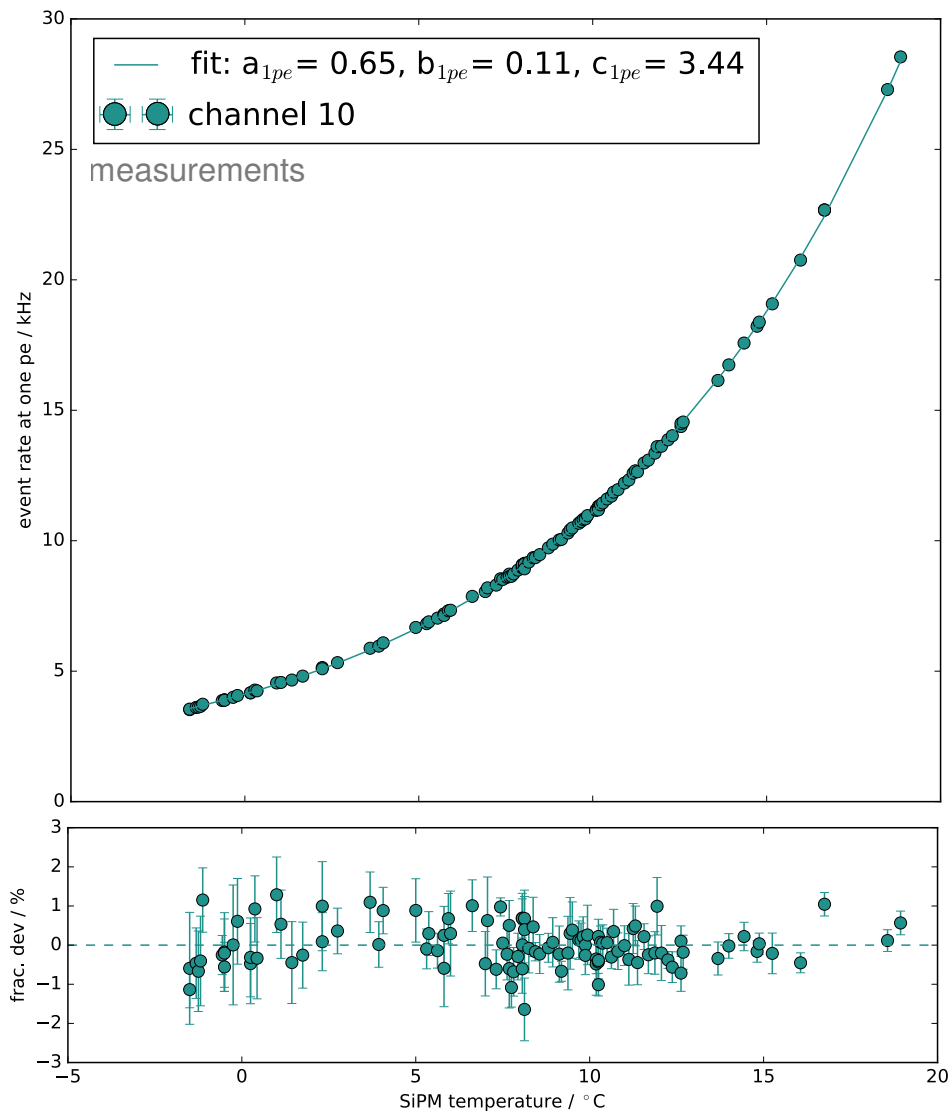 30
25
20
15
10
5
0
event rate at one pe / kHz
fit: a1pe = 0.65, b1pe = 0.11, c1pe = 3.44
channel 10
measurements
3
2
1
0
−1
−2
−3
frac. dev / %
−5 0 5 10 15 20
SiPM temperature / °C